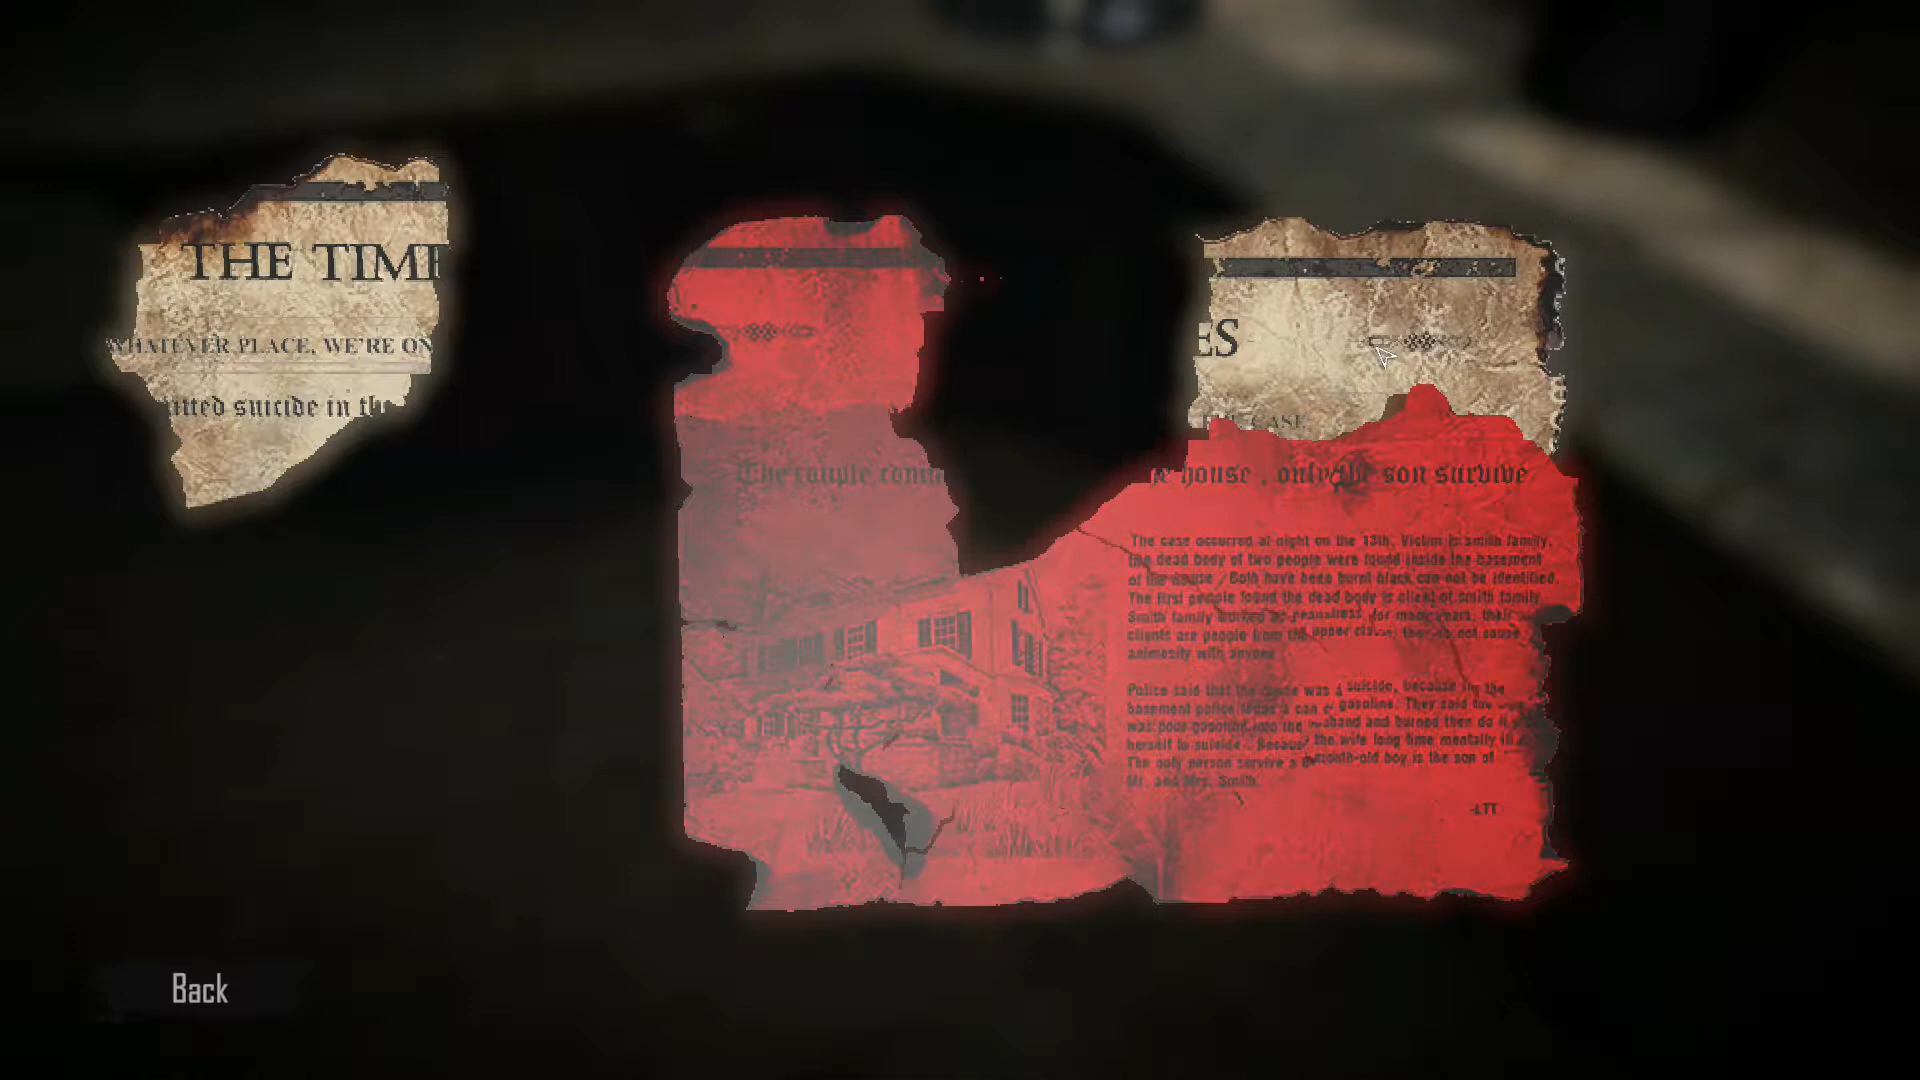 THE TIME
WHATEVER PLACE, WE'RE ON
itted suicide in the
ES
CASE
The couple comm
e house , only the son survive
The case occurred at night on the 13th. Victim is smith family,
the dead body of two people were found inside the basement
of the house / Both have been burnt black can not be identified.
The first people found the dead body is client of smith family
Smith family worked as for many years, their
clients are people from the upper class, they do not cause
animosity with anyone
Police said that the cause was a suicide, because in the
basement police found a can of gasoline. They said the
was pour gasoline into the husband and burned then do it
herself to suicide . Because the wife long time mentally ill
The only person survive a month-old boy is the son of
Mr. and Mrs. Smith.
-LTT
Back